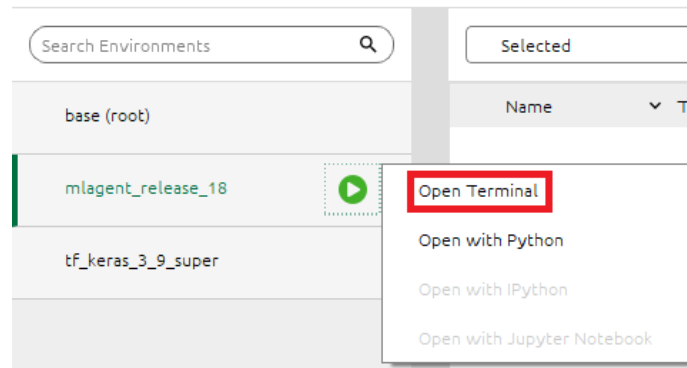 Search Environments
Selected
Name
base (root)
mlagent_release_18
Open Terminal
Open with Python
tf_keras_3_9_super
Open with IPython
Open with Jupyter Notebook